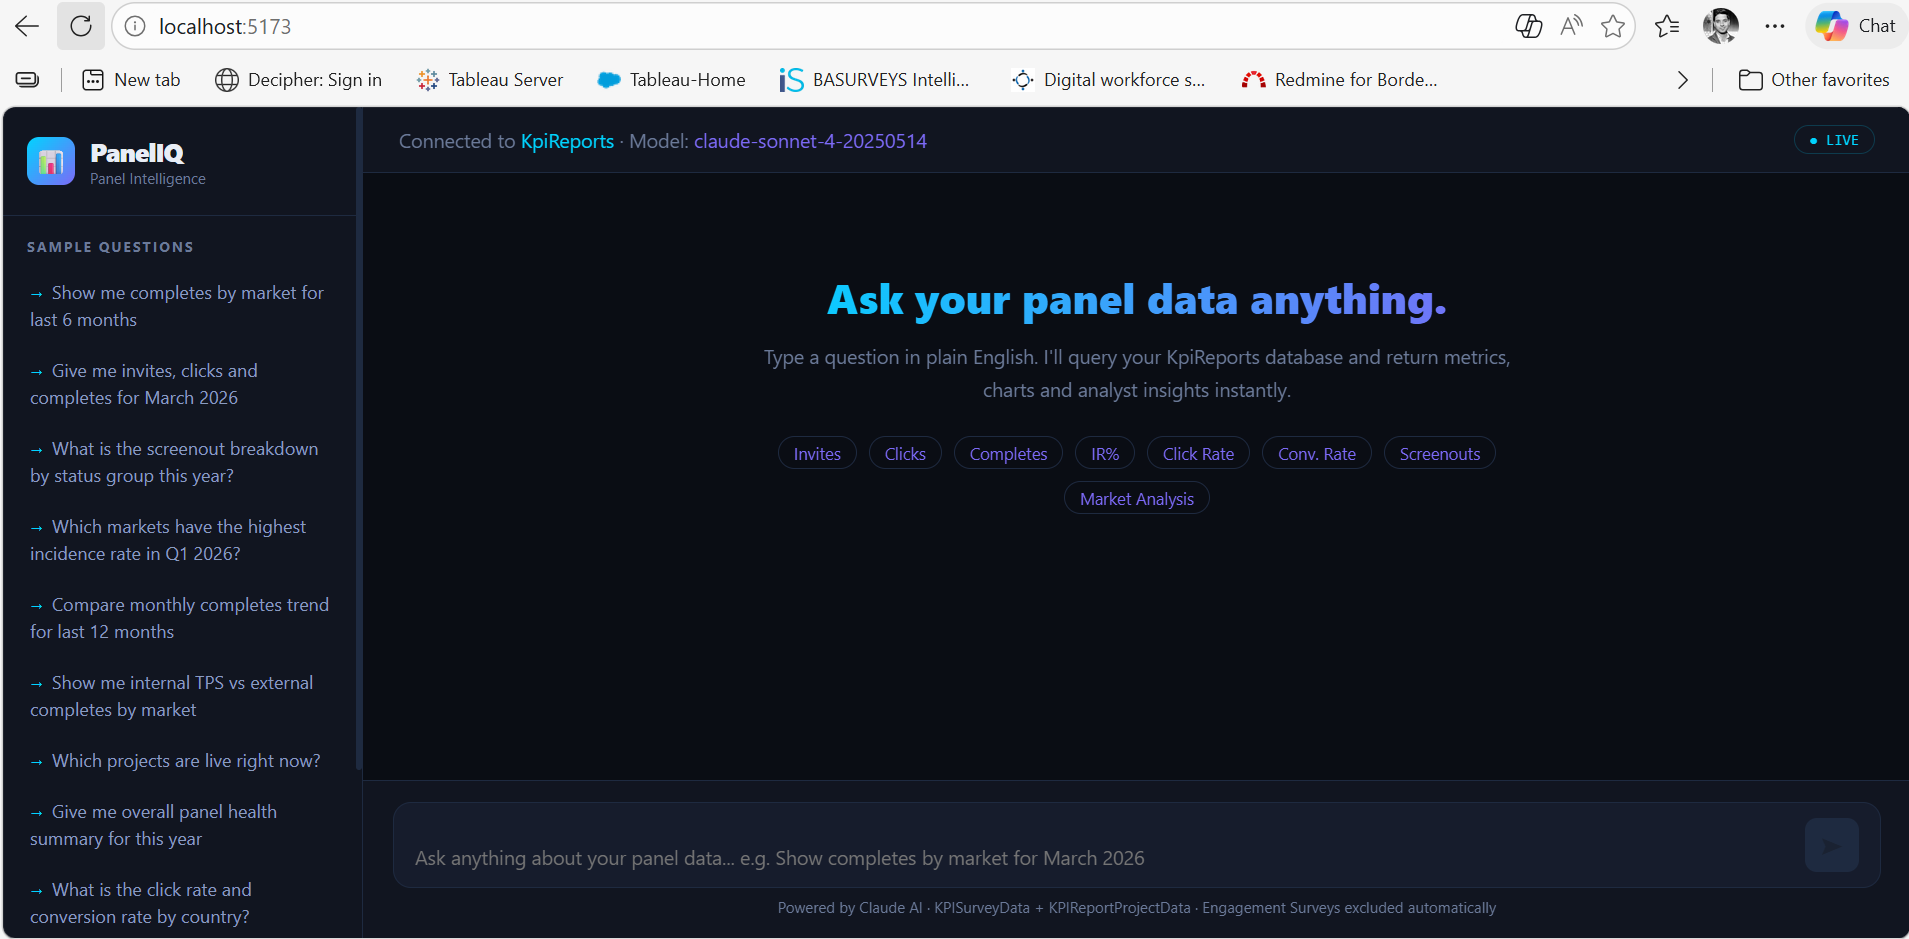 localhost:5173
Chat
New tab
Decipher: Sign in
Tableau Server
Tableau-Home
iS BASURVEYS Intelli...
Digital workforce s...
Redmine for Borde...
Other favorites
PanelIQ
Panel Intelligence
Connected to KpiReports · Model: claude-sonnet-4-20250514
● LIVE
SAMPLE QUESTIONS
→ Show me completes by market for
last 6 months
→ Give me invites, clicks and
completes for March 2026
→ What is the screenout breakdown
by status group this year?
→ Which markets have the highest
incidence rate in Q1 2026?
→ Compare monthly completes trend
for last 12 months
→ Show me internal TPS vs external
completes by market
→ Which projects are live right now?
→ Give me overall panel health
summary for this year
→ What is the click rate and
conversion rate by country?
Ask your panel data anything.
Type a question in plain English. I'll query your KpiReports database and return metrics,
charts and analyst insights instantly.
Invites
Clicks
Completes
IR%
Click Rate
Conv. Rate
Screenouts
Market Analysis
Ask anything about your panel data... e.g. Show completes by market for March 2026
Powered by Claude AI · KPISurveyData + KPIReportProjectData · Engagement Surveys excluded automatically